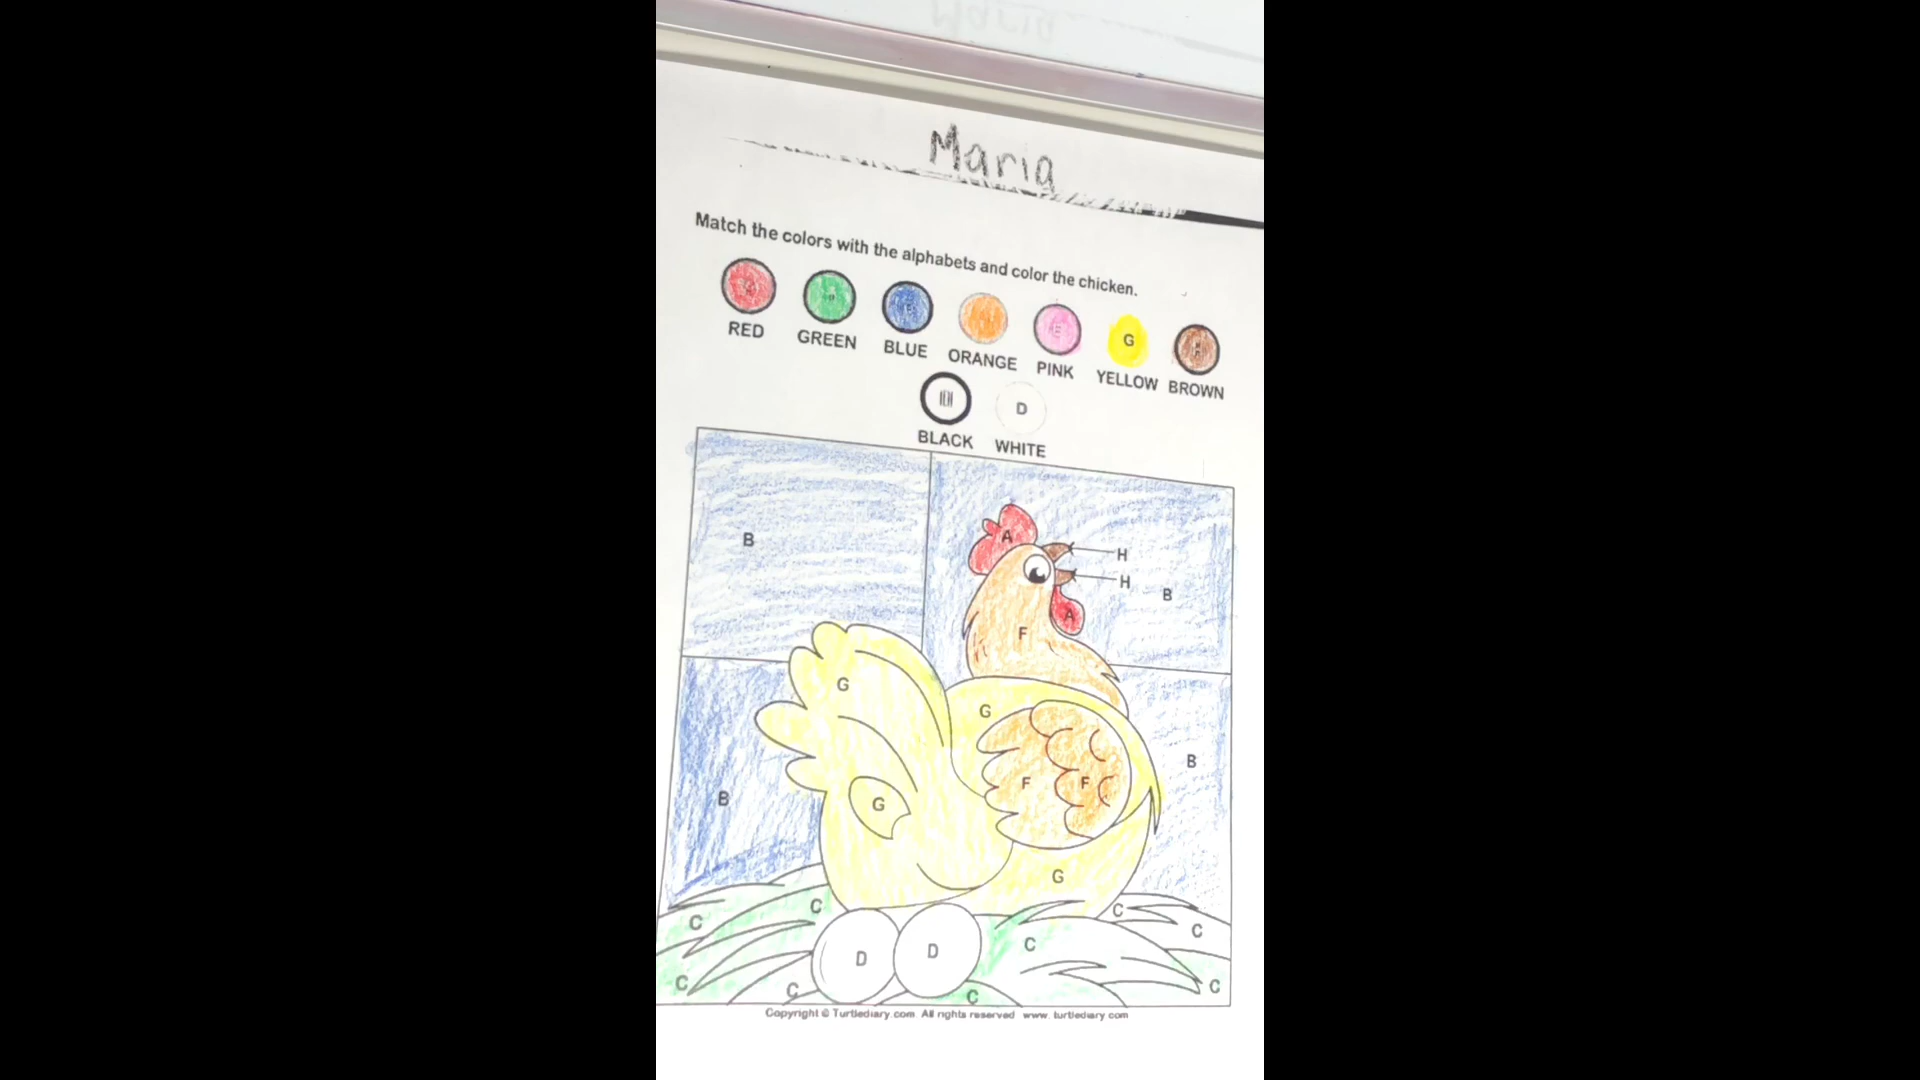 Maria
Match the colors with the alphabets and color the chicken.
RED GREEN BLUE ORANGE PINK G YELLOW BROWN
D
BLACK WHITE
B
A
H
H
B
A
F
G
G
B
F F
B
G
G
C C C
C C
D D
C C C C
Copyright © Turtlediary.com. All rights reserved www.turtlediary.com